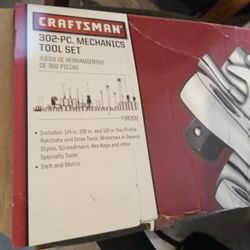 CRAFTSMAN
302-PC. MECHANICS
TOOL SET
JUEGO DE HERRAMIENTAS
DE 302 PIEZAS
• Includes: 1/4 in, 3/8 in, and 1/2 in Thin Profile
Ratchets and Drive Tools, Wrenches in Several
Styles, Screwdrivers, Hex Keys and other
Specialty Tools
• Inch and Metric